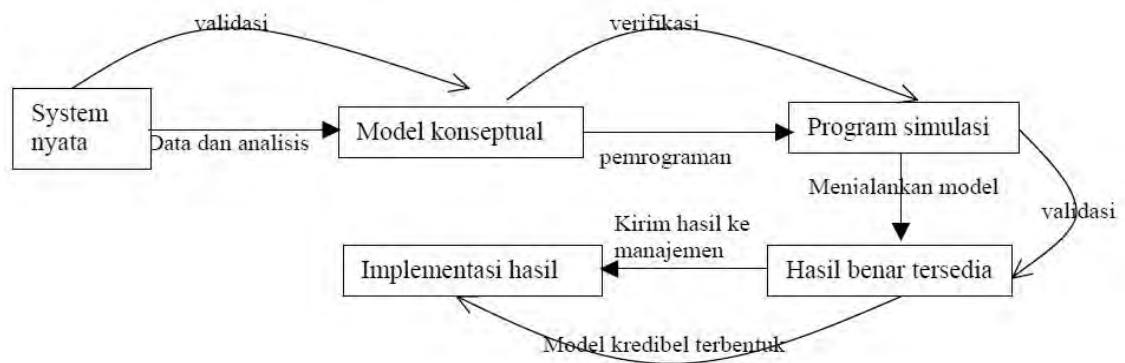 validasi
verifikasi
System
nyata
Data dan analisis
Model konseptual
pemrograman
Program simulasi
Menjalankan model
validasi
Kirim hasil ke
manajemen
Implementasi hasil
Hasil benar tersedia
Model kredibel terbentuk